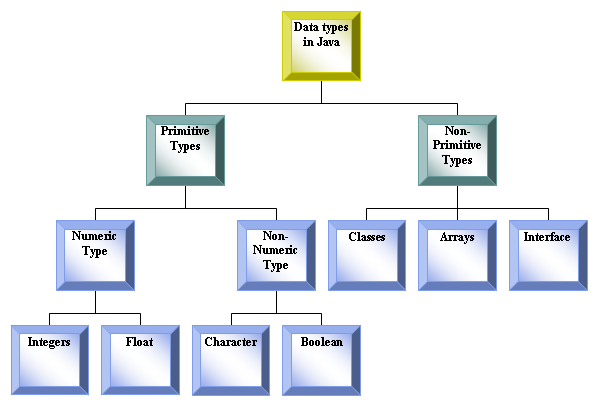 Data types
in Java
Primitive
Types
Non-
Primitive
Types
Numeric
Type
Non-
Numeric
Type
Classes
Arrays
Interface
Integers
Float
Character
Boolean